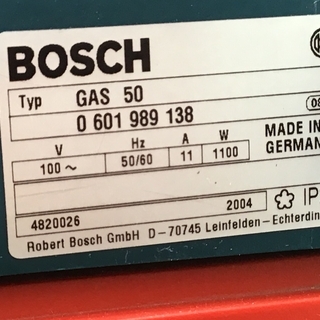 BOSCH
Typ GAS 50
0 601 989 138
V Hz A W
100 ~ 50/60 11 1100
MADE IN
GERMAN
2004
4820026
IP
Robert Bosch GmbH D-70745 Leinfelden-Echterdin